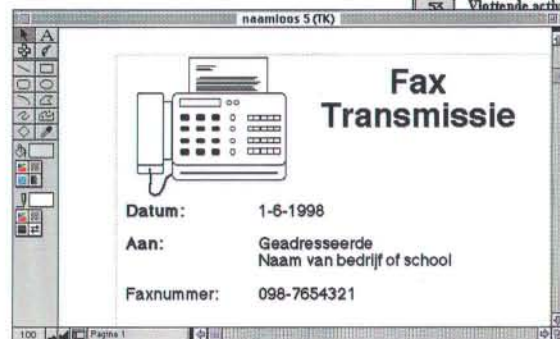 53 Vlottende activ
naamloos 5 (TK)
A
Fax
Transmissie
Datum: 1-6-1998
Aan: Geadresseerde
Naam van bedrijf of school
Faxnummer: 098-7654321
100 Pagina 1